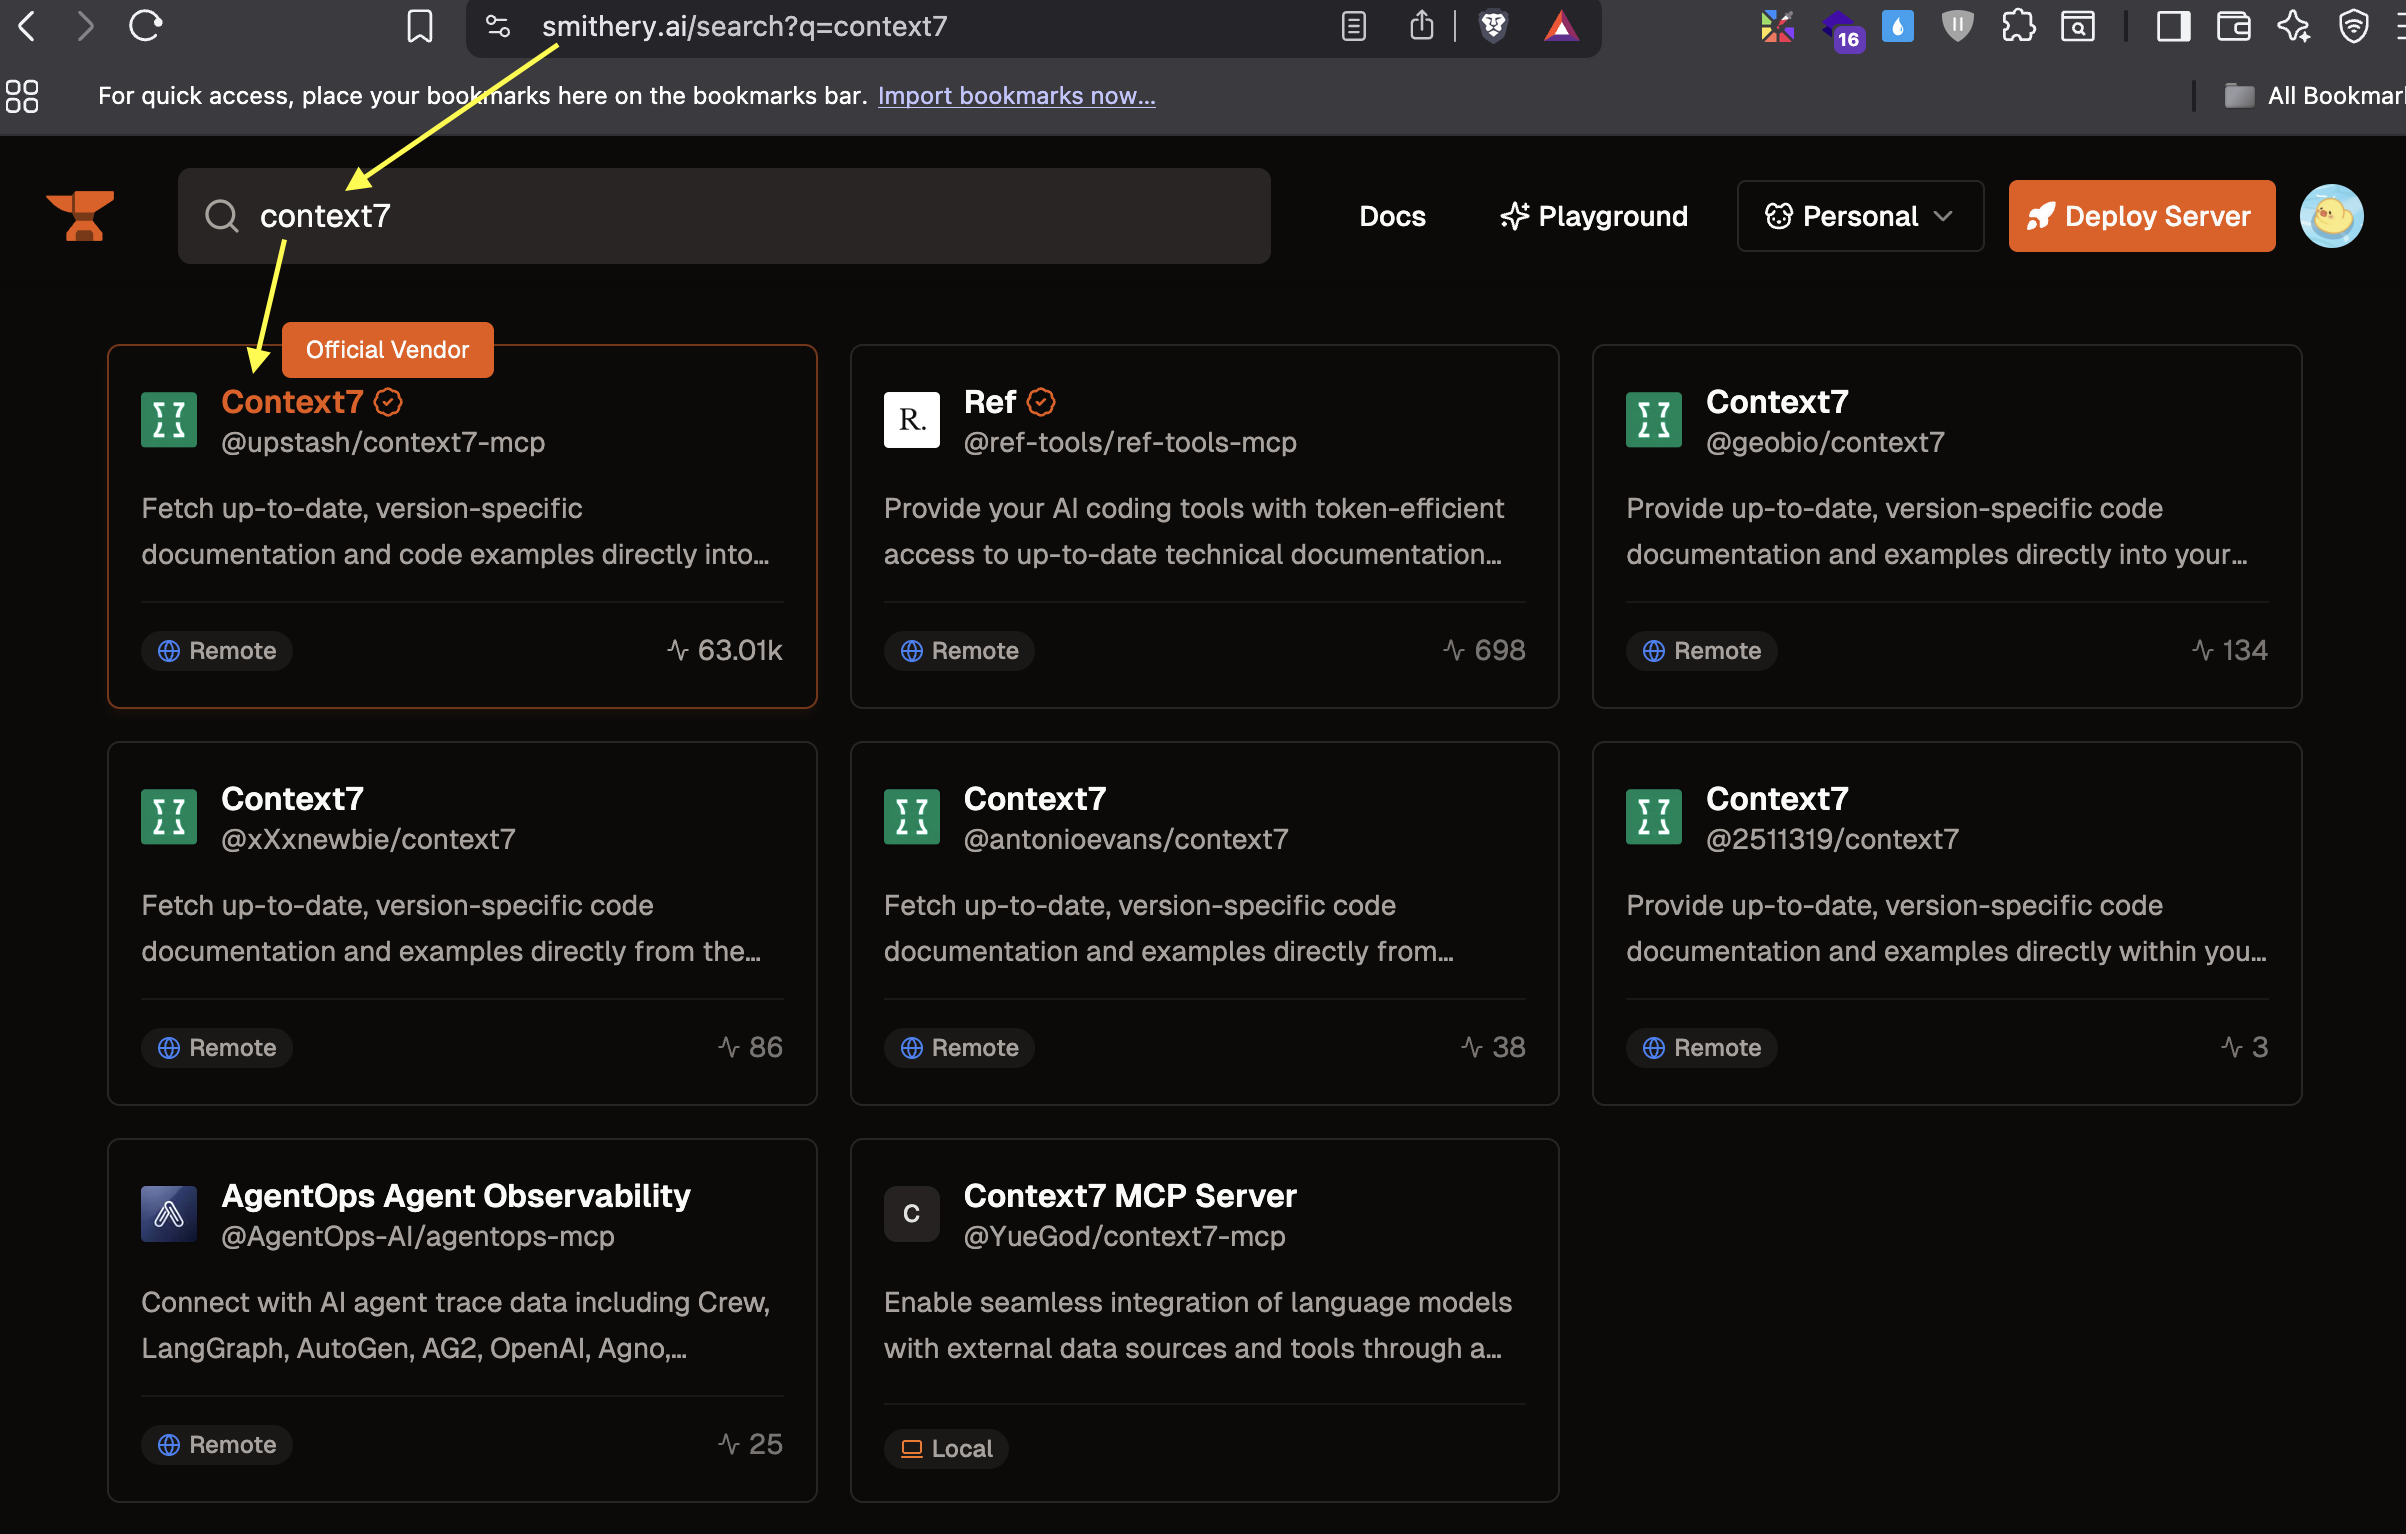 smithery.ai/search?q=context7
16
For quick access, place your bookmarks here on the bookmarks bar. Import bookmarks now...
All Bookmar
context7
Docs
Playground
Personal
Deploy Server
Official Vendor
Context7
@upstash/context7-mcp
Fetch up-to-date, version-specific
documentation and code examples directly into...
Remote
63.01k
R.
Ref
@ref-tools/ref-tools-mcp
Provide your AI coding tools with token-efficient
access to up-to-date technical documentation...
Remote
698
Context7
@geobio/context7
Provide up-to-date, version-specific code
documentation and examples directly into your...
Remote
134
Context7
@xXxnewbie/context7
Fetch up-to-date, version-specific code
documentation and examples directly from the...
Remote
86
Context7
@antonioevans/context7
Fetch up-to-date, version-specific code
documentation and examples directly from...
Remote
38
Context7
@2511319/context7
Provide up-to-date, version-specific code
documentation and examples directly within you...
Remote
3
AgentOps Agent Observability
@AgentOps-AI/agentops-mcp
Connect with AI agent trace data including Crew,
LangGraph, AutoGen, AG2, OpenAI, Agno,...
Remote
25
C
Context7 MCP Server
@YueGod/context7-mcp
Enable seamless integration of language models
with external data sources and tools through a...
Local